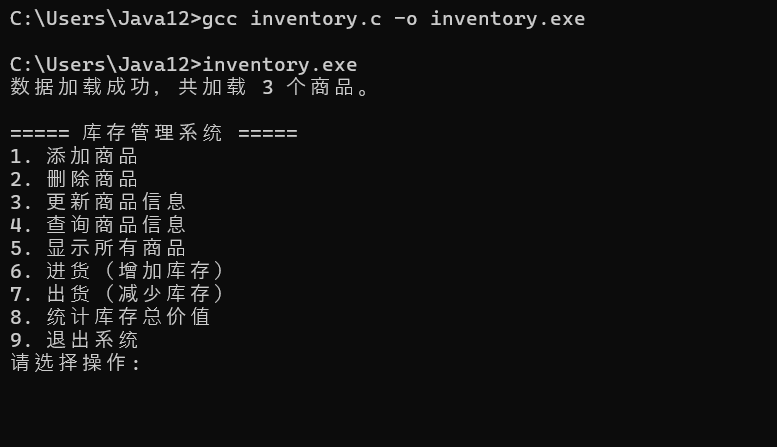 C:\Users\Java12>gcc inventory.c -o inventory.exe
C:\Users\Java12>inventory.exe
数据加载成功，共加载 3 个商品。
===== 库存管理系统 =====
1. 添加商品
2. 删除商品
3. 更新商品信息
4. 查询商品信息
5. 显示所有商品
6. 进货（增加库存）
7. 出货（减少库存）
8. 统计库存总价值
9. 退出系统
请选择操作: